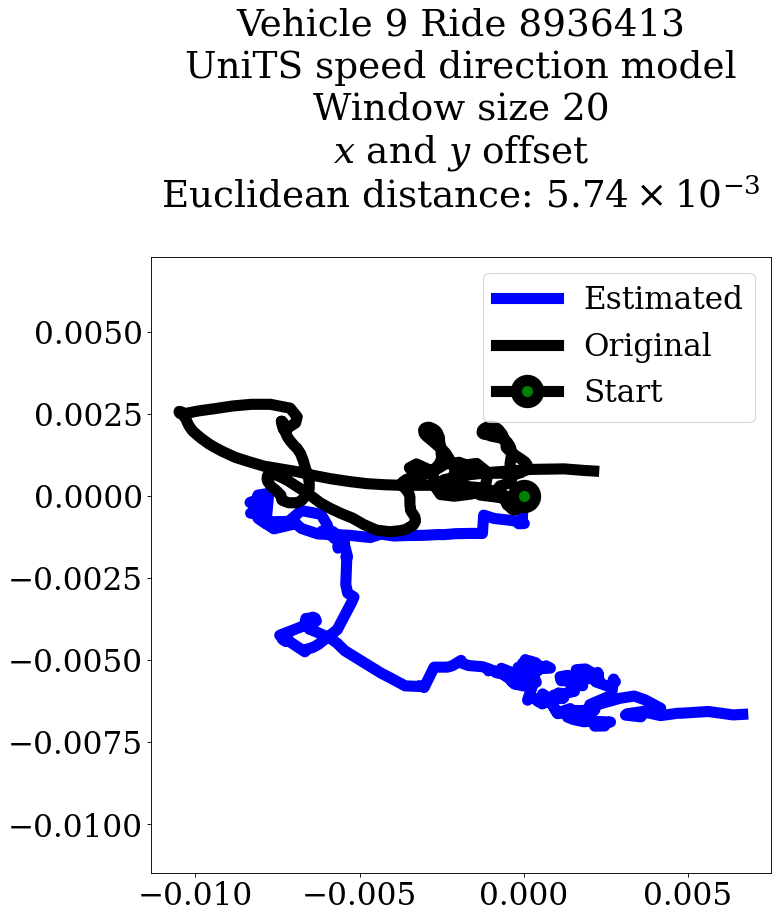 Vehicle 9 Ride 8936413
UniTS speed direction model
Window size 20
x and y offset
Euclidean distance: 5.74 × 10⁻³
Estimated
Original
Start
0.0050
0.0025
0.0000
−0.0025
−0.0050
−0.0075
−0.0100
−0.010 −0.005 0.000 0.005